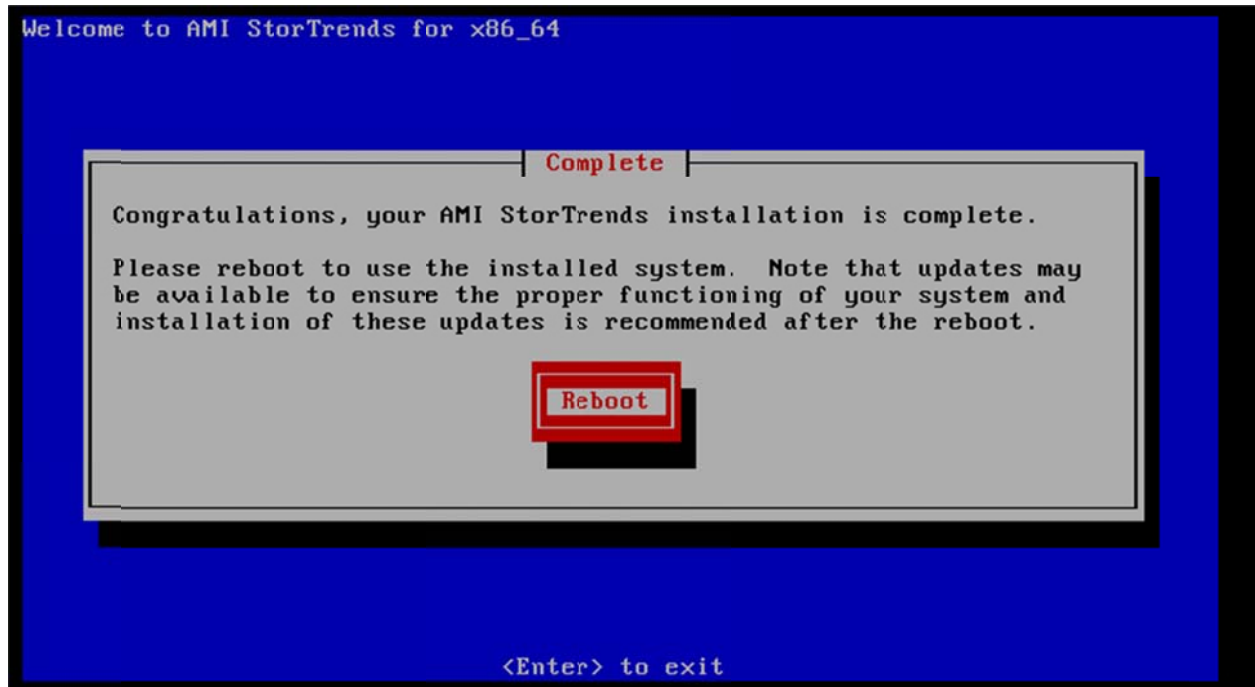 Welcome to AMI StorTrends for x86_64
Complete
Congratulations, your AMI StorTrends installation is complete.
Please reboot to use the installed system. Note that updates may
be available to ensure the proper functioning of your system and
installation of these updates is recommended after the reboot.
Reboot
<Enter> to exit